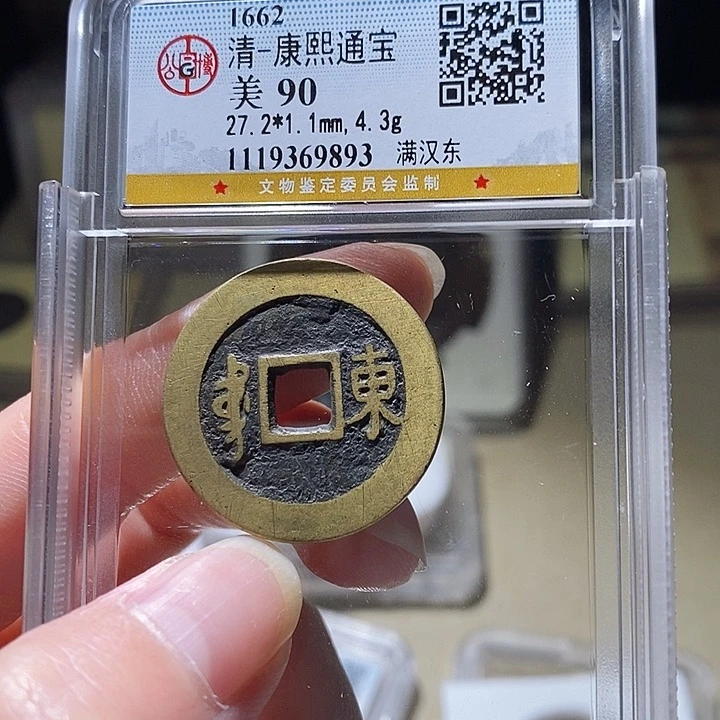 1662
清-康熙通宝
美 90
27.2*1.1mm, 4.3g
1119369893 满汉东
★ 文物鉴定委员会监制 ★
東